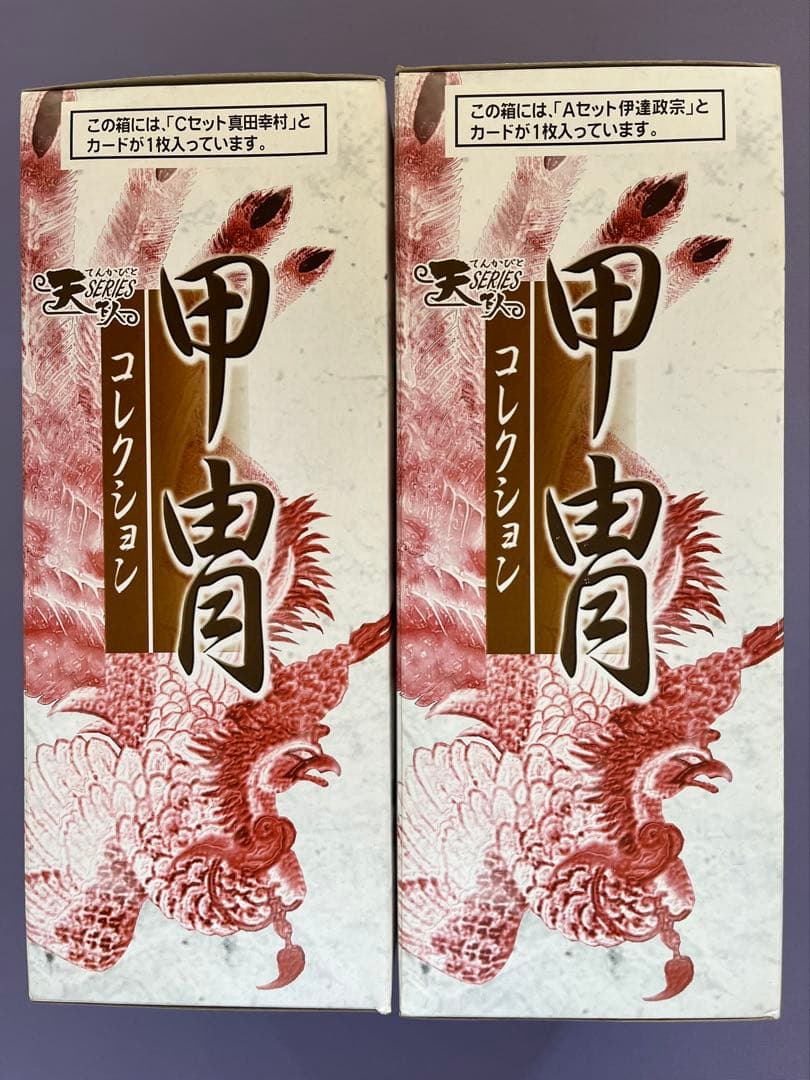 この箱には、「Cセット真田幸村」と
カードが1枚入っています。
てんかびと
天下人
SERIES
甲冑
コレクション
この箱には、「Aセット伊達政宗」と
カードが1枚入っています。
てんかびと
天下人
SERIES
甲冑
コレクション